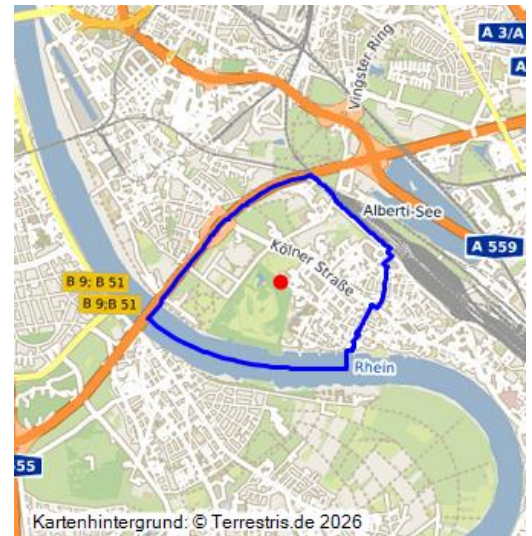 A 3/A
A
Vingster Ring
Alberti-See
A 559
Kölner Straße
B 9; B 51
B 9;B 51
Rhein
55
Kartenhintergrund: © Terrestris.de 2026